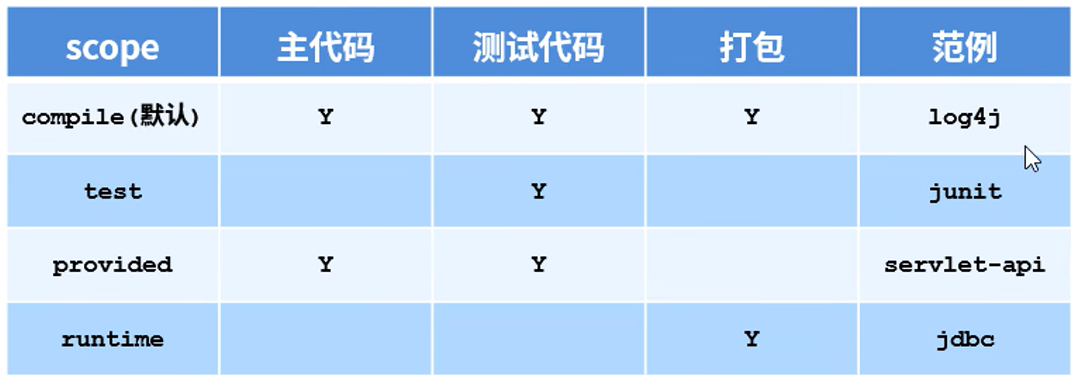 scope 主代码 测试代码 打包 范例
compile(默认) Y Y Y log4j
test Y junit
provided Y Y servlet-api
runtime Y jdbc